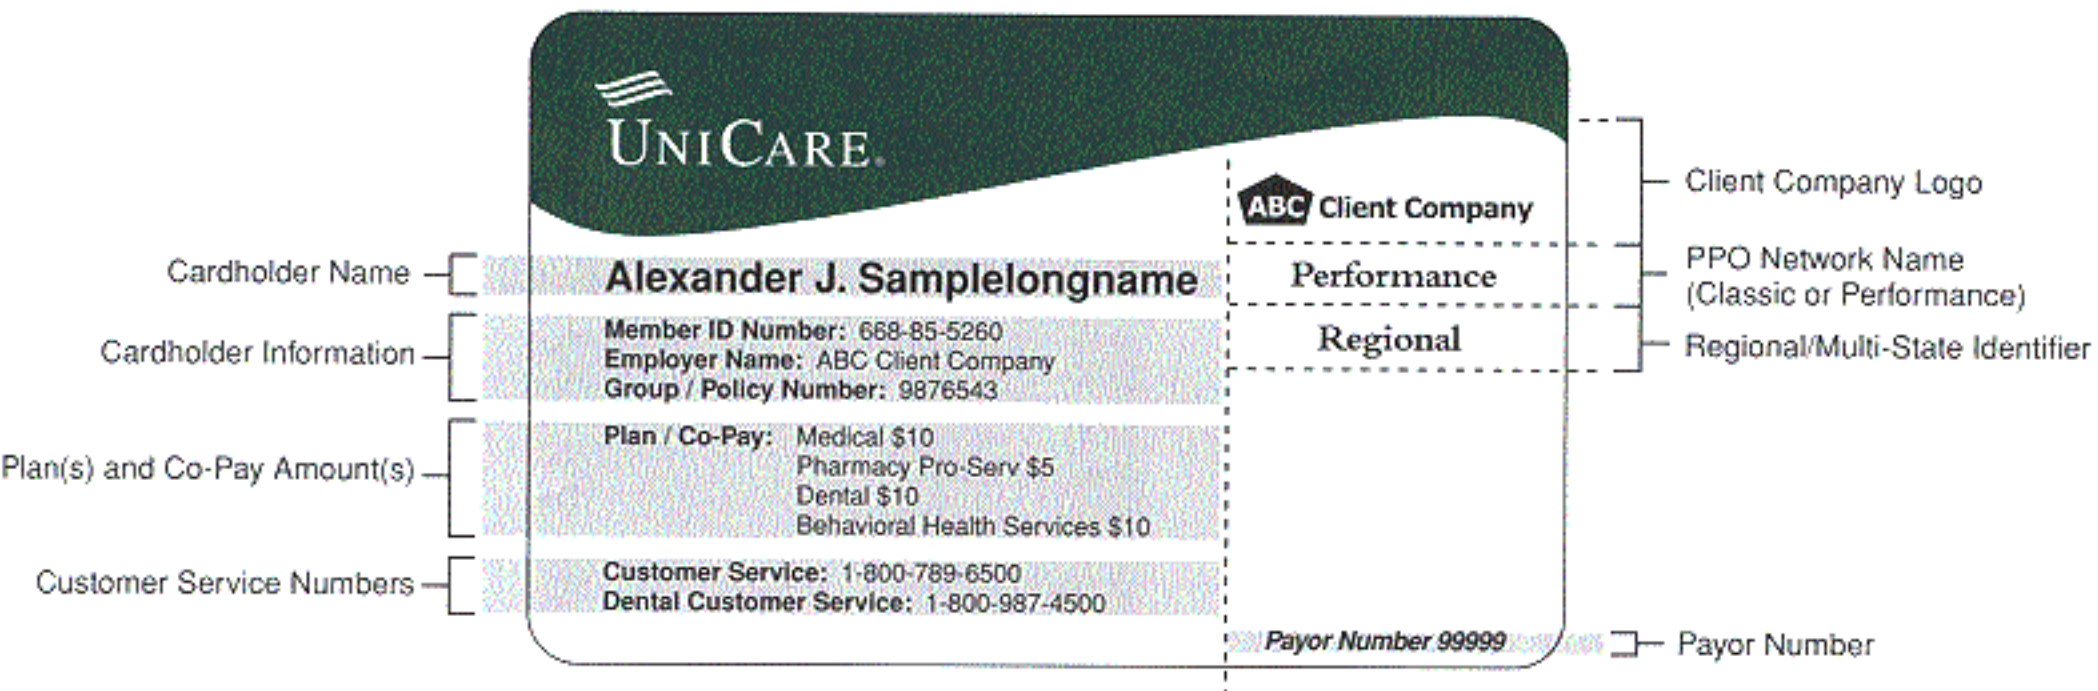 UNICARE®
ABC Client Company
Client Company Logo
Cardholder Name
Alexander J. Samplelongname
Performance
PPO Network Name
(Classic or Performance)
Cardholder Information
Member ID Number: 668-85-5260
Employer Name: ABC Client Company
Group / Policy Number: 9876543
Regional
Regional/Multi-State Identifier
Plan(s) and Co-Pay Amount(s)
Plan / Co-Pay: Medical $10
Pharmacy Pro-Serv $5
Dental $10
Behavioral Health Services $10
Customer Service Numbers
Customer Service: 1-800-789-6500
Dental Customer Service: 1-800-987-4500
Payor Number 99999
Payor Number